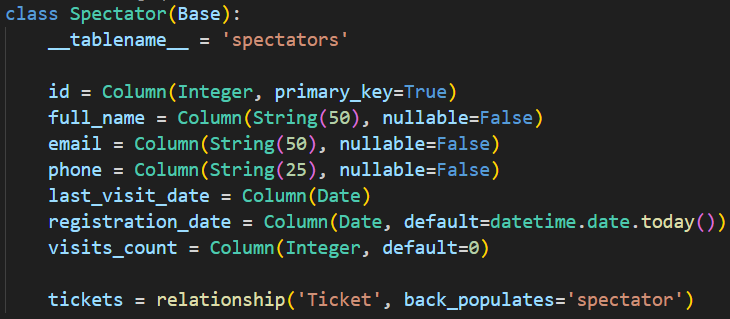 class Spectator(Base):
    __tablename__ = 'spectators'

    id = Column(Integer, primary_key=True)
    full_name = Column(String(50), nullable=False)
    email = Column(String(50), nullable=False)
    phone = Column(String(25), nullable=False)
    last_visit_date = Column(Date)
    registration_date = Column(Date, default=datetime.date.today())
    visits_count = Column(Integer, default=0)

    tickets = relationship('Ticket', back_populates='spectator')